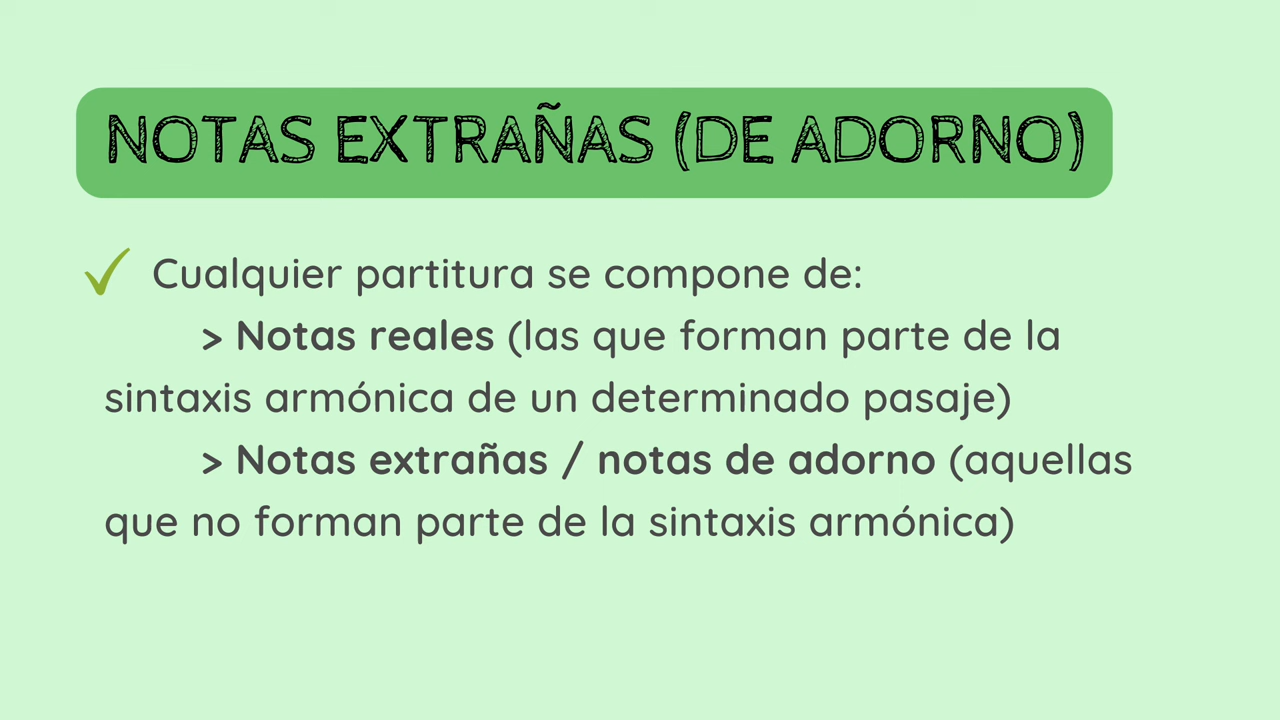 NOTAS EXTRAÑAS (DE ADORNO)
✓ Cualquier partitura se compone de:
> Notas reales (las que forman parte de la
sintaxis armónica de un determinado pasaje)
> Notas extrañas / notas de adorno (aquellas
que no forman parte de la sintaxis armónica)